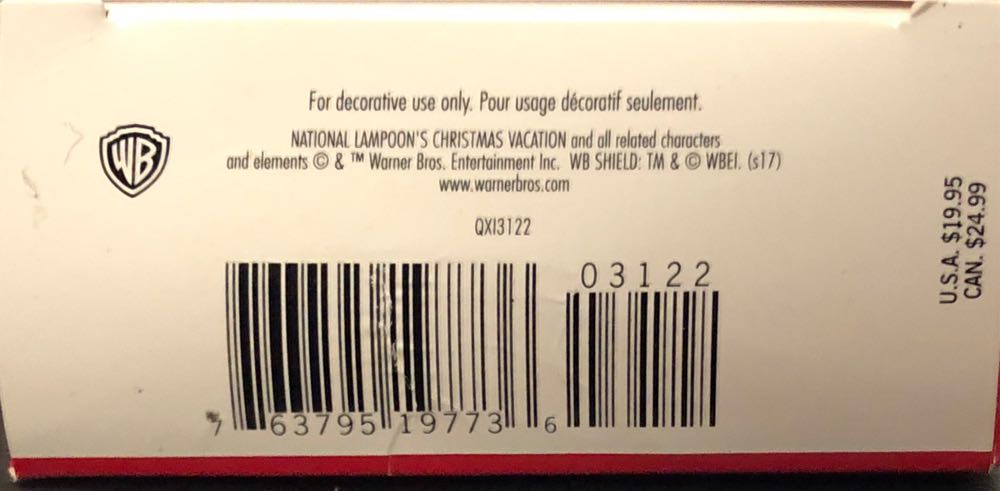 For decorative use only. Pour usage décoratif seulement.
WB
NATIONAL LAMPOON'S CHRISTMAS VACATION and all related characters
and elements © & ™ Warner Bros. Entertainment Inc. WB SHIELD: TM & © WBEI. (s17)
www.warnerbros.com
QXI3122
U.S.A. $19.95
CAN. $24.99
03122
7 63795 19773 6